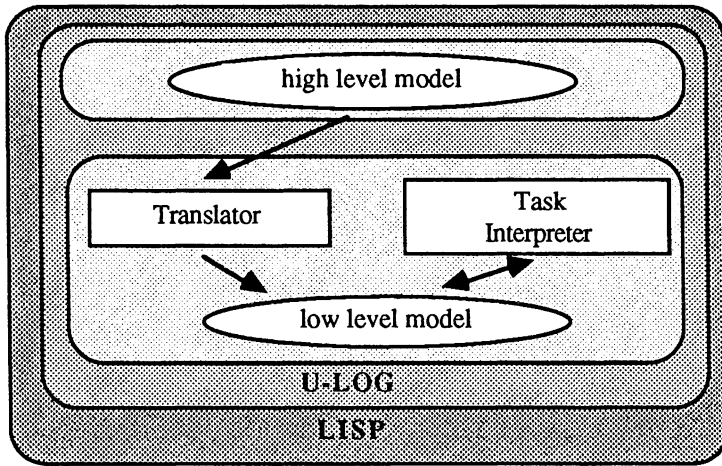 high level model
Translator
Task
Interpreter
low level model
U-LOG
LISP